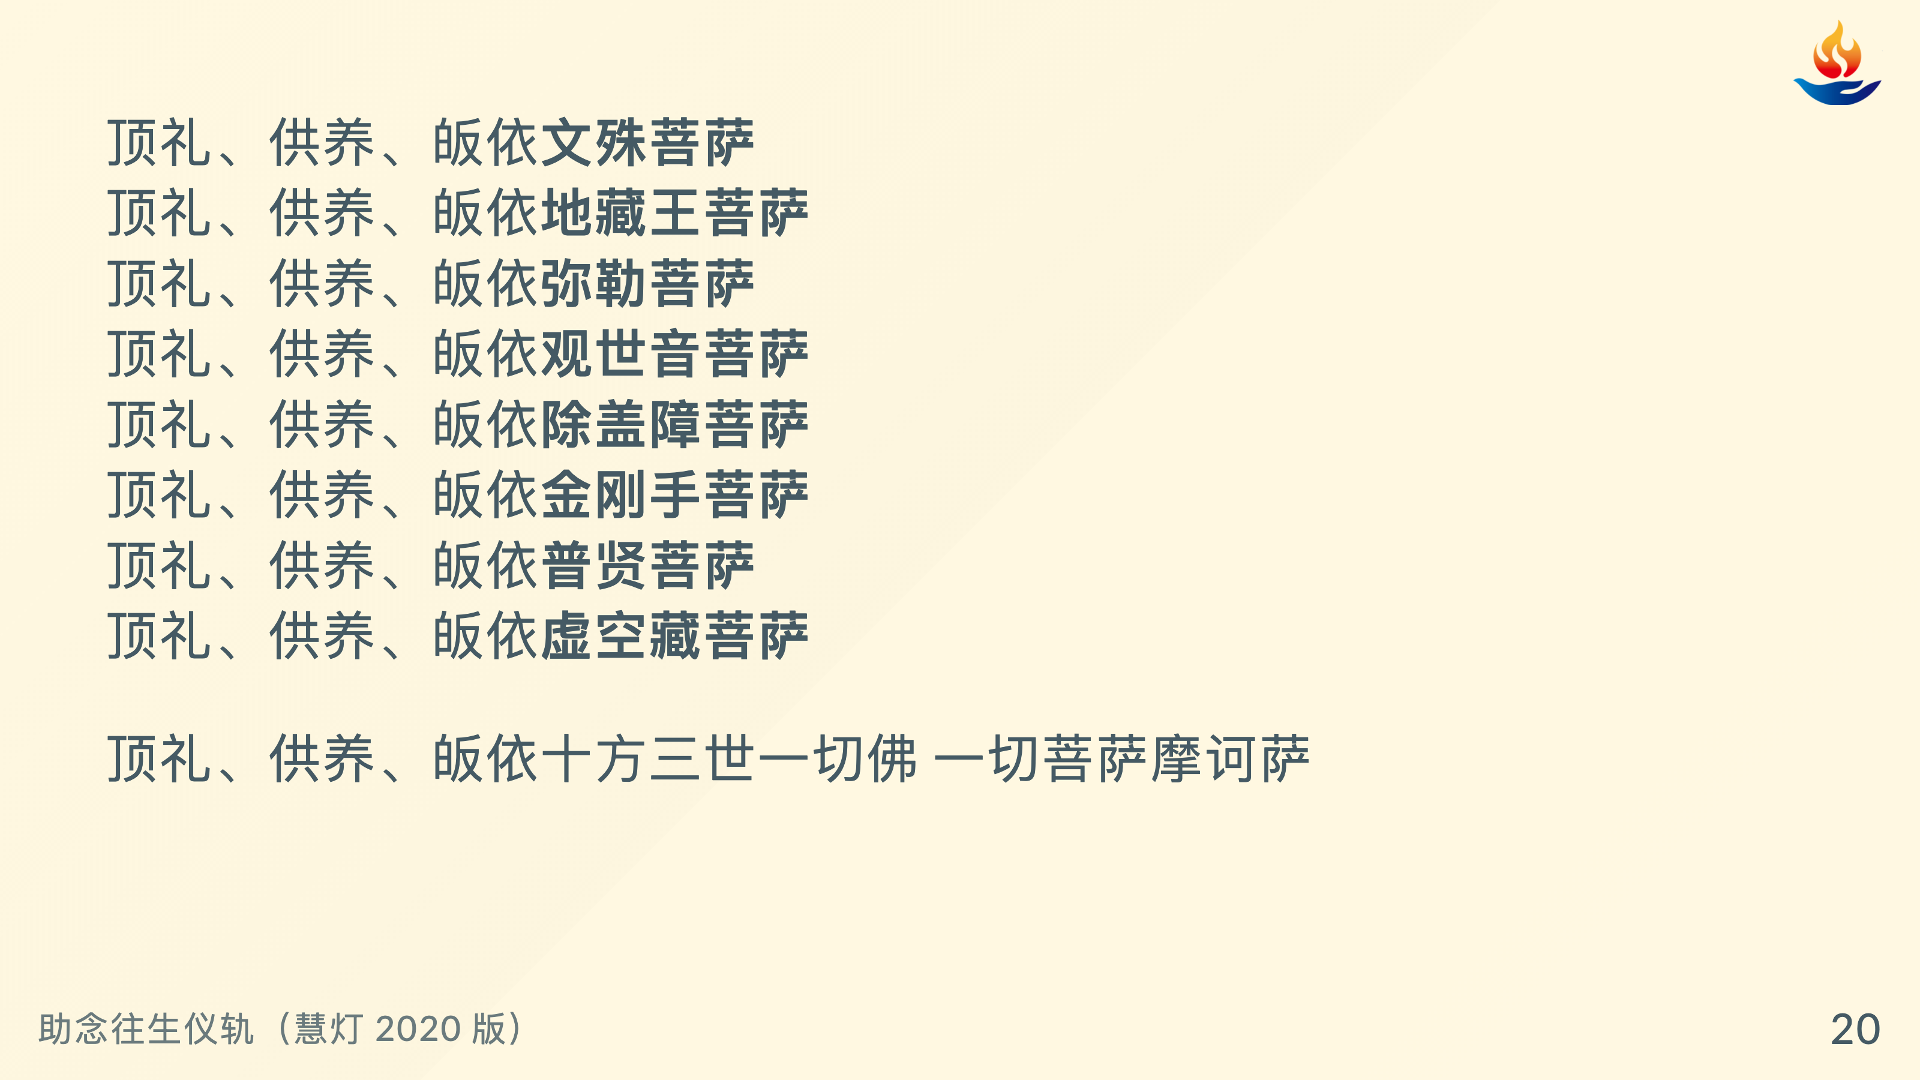 顶礼、供养、皈依文殊菩萨
顶礼、供养、皈依地藏王菩萨
顶礼、供养、皈依弥勒菩萨
顶礼、供养、皈依观世音菩萨
顶礼、供养、皈依除盖障菩萨
顶礼、供养、皈依金刚手菩萨
顶礼、供养、皈依普贤菩萨
顶礼、供养、皈依虚空藏菩萨
顶礼、供养、皈依十方三世一切佛 一切菩萨摩诃萨
助念往生仪轨（慧灯 2020 版）
20